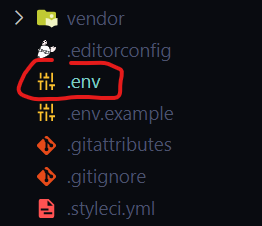 vendor
.editorconfig
.env
.env.example
.gitattributes
.gitignore
.styleci.yml